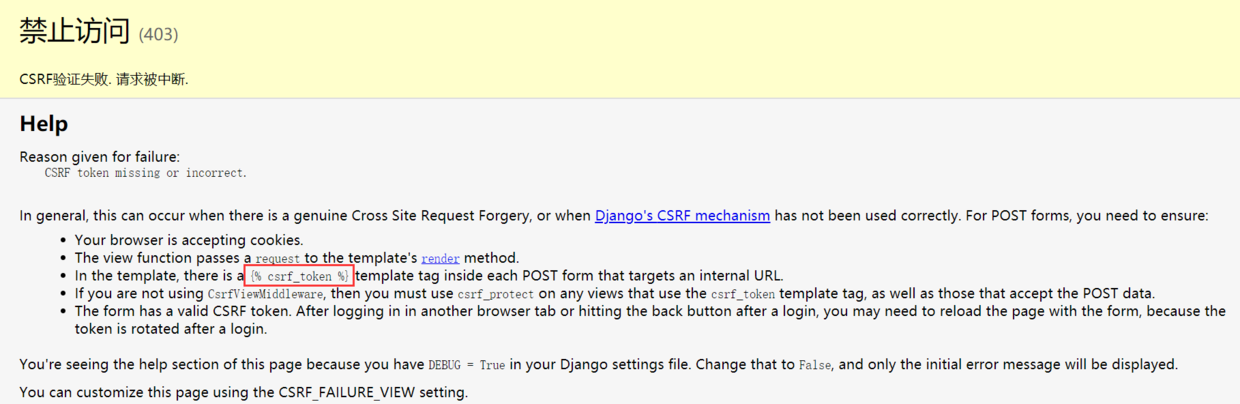 禁止访问 (403)
CSRF验证失败. 请求被中断.
Help
Reason given for failure:
CSRF token missing or incorrect.
In general, this can occur when there is a genuine Cross Site Request Forgery, or when Django's CSRF mechanism has not been used correctly. For POST forms, you need to ensure:
• Your browser is accepting cookies.
• The view function passes a request to the template's render method.
• In the template, there is a {% csrf_token %} template tag inside each POST form that targets an internal URL.
• If you are not using CsrfViewMiddleware, then you must use csrf_protect on any views that use the csrf_token template tag, as well as those that accept the POST data.
• The form has a valid CSRF token. After logging in in another browser tab or hitting the back button after a login, you may need to reload the page with the form, because the
token is rotated after a login.
You're seeing the help section of this page because you have DEBUG = True in your Django settings file. Change that to False, and only the initial error message will be displayed.
You can customize this page using the CSRF_FAILURE_VIEW setting.